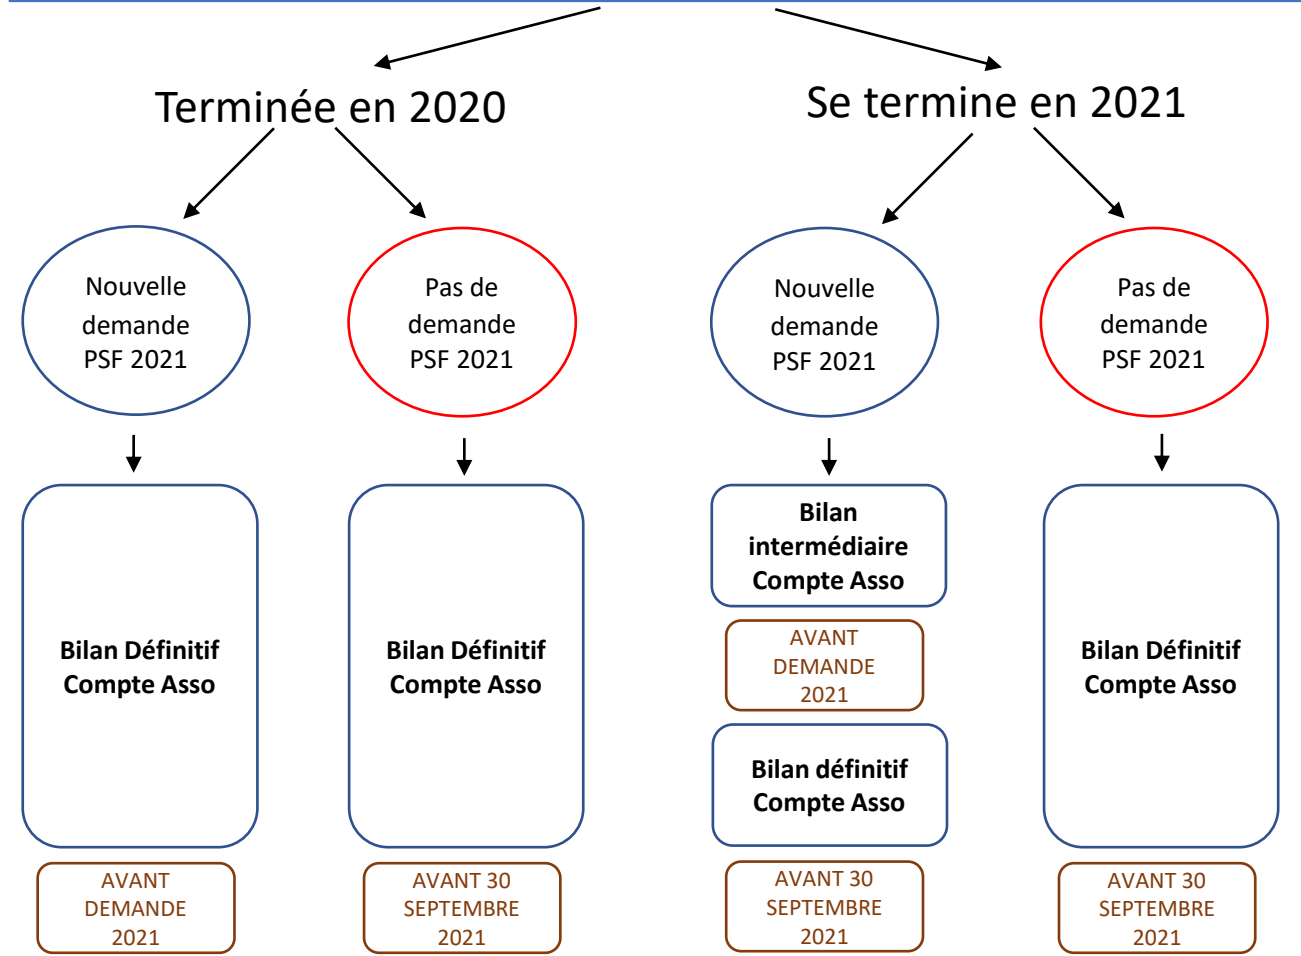 Terminée en 2020
Se termine en 2021
Nouvelle
demande
PSF 2021
Pas de
demande
PSF 2021
Nouvelle
demande
PSF 2021
Pas de
demande
PSF 2021
Bilan Définitif
Compte Asso
AVANT
DEMANDE
2021
Bilan Définitif
Compte Asso
AVANT 30
SEPTEMBRE
2021
Bilan
intermédiaire
Compte Asso
AVANT
DEMANDE
2021
Bilan définitif
Compte Asso
AVANT 30
SEPTEMBRE
2021
Bilan Définitif
Compte Asso
AVANT 30
SEPTEMBRE
2021